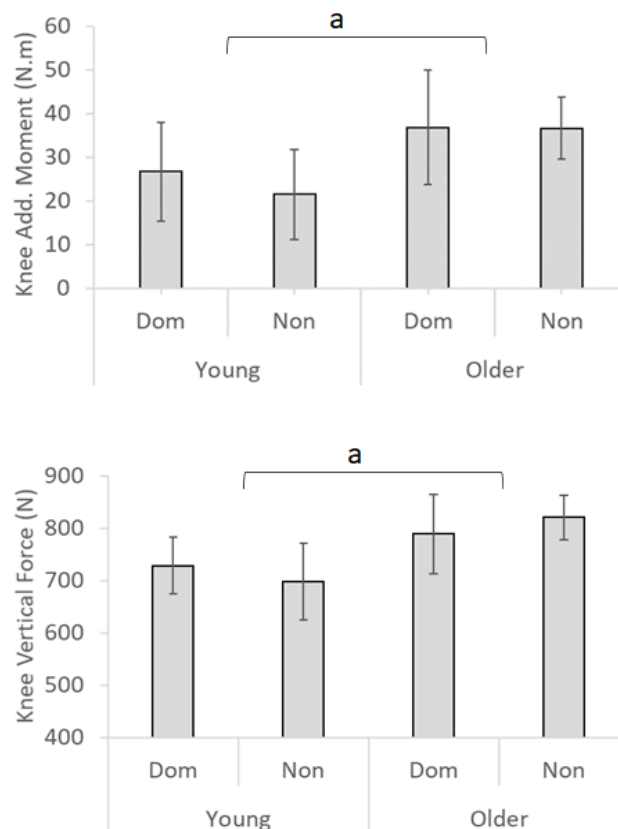 a
Knee Add. Moment (N.m)
60
50
40
30
20
10
0
Dom Non Dom Non
Young Older
a
Knee Vertical Force (N)
900
800
700
600
500
400
Dom Non Dom Non
Young Older